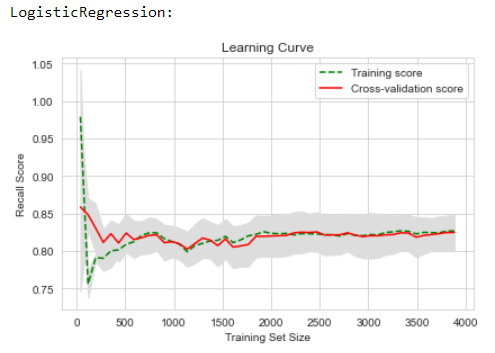 LogisticRegression:
Learning Curve
Training score
Cross-validation score
1.05
1.00
0.95
0.90
0.85
0.80
0.75
Recall Score
0
500
1000
1500
2000
2500
3000
3500
4000
Training Set Size